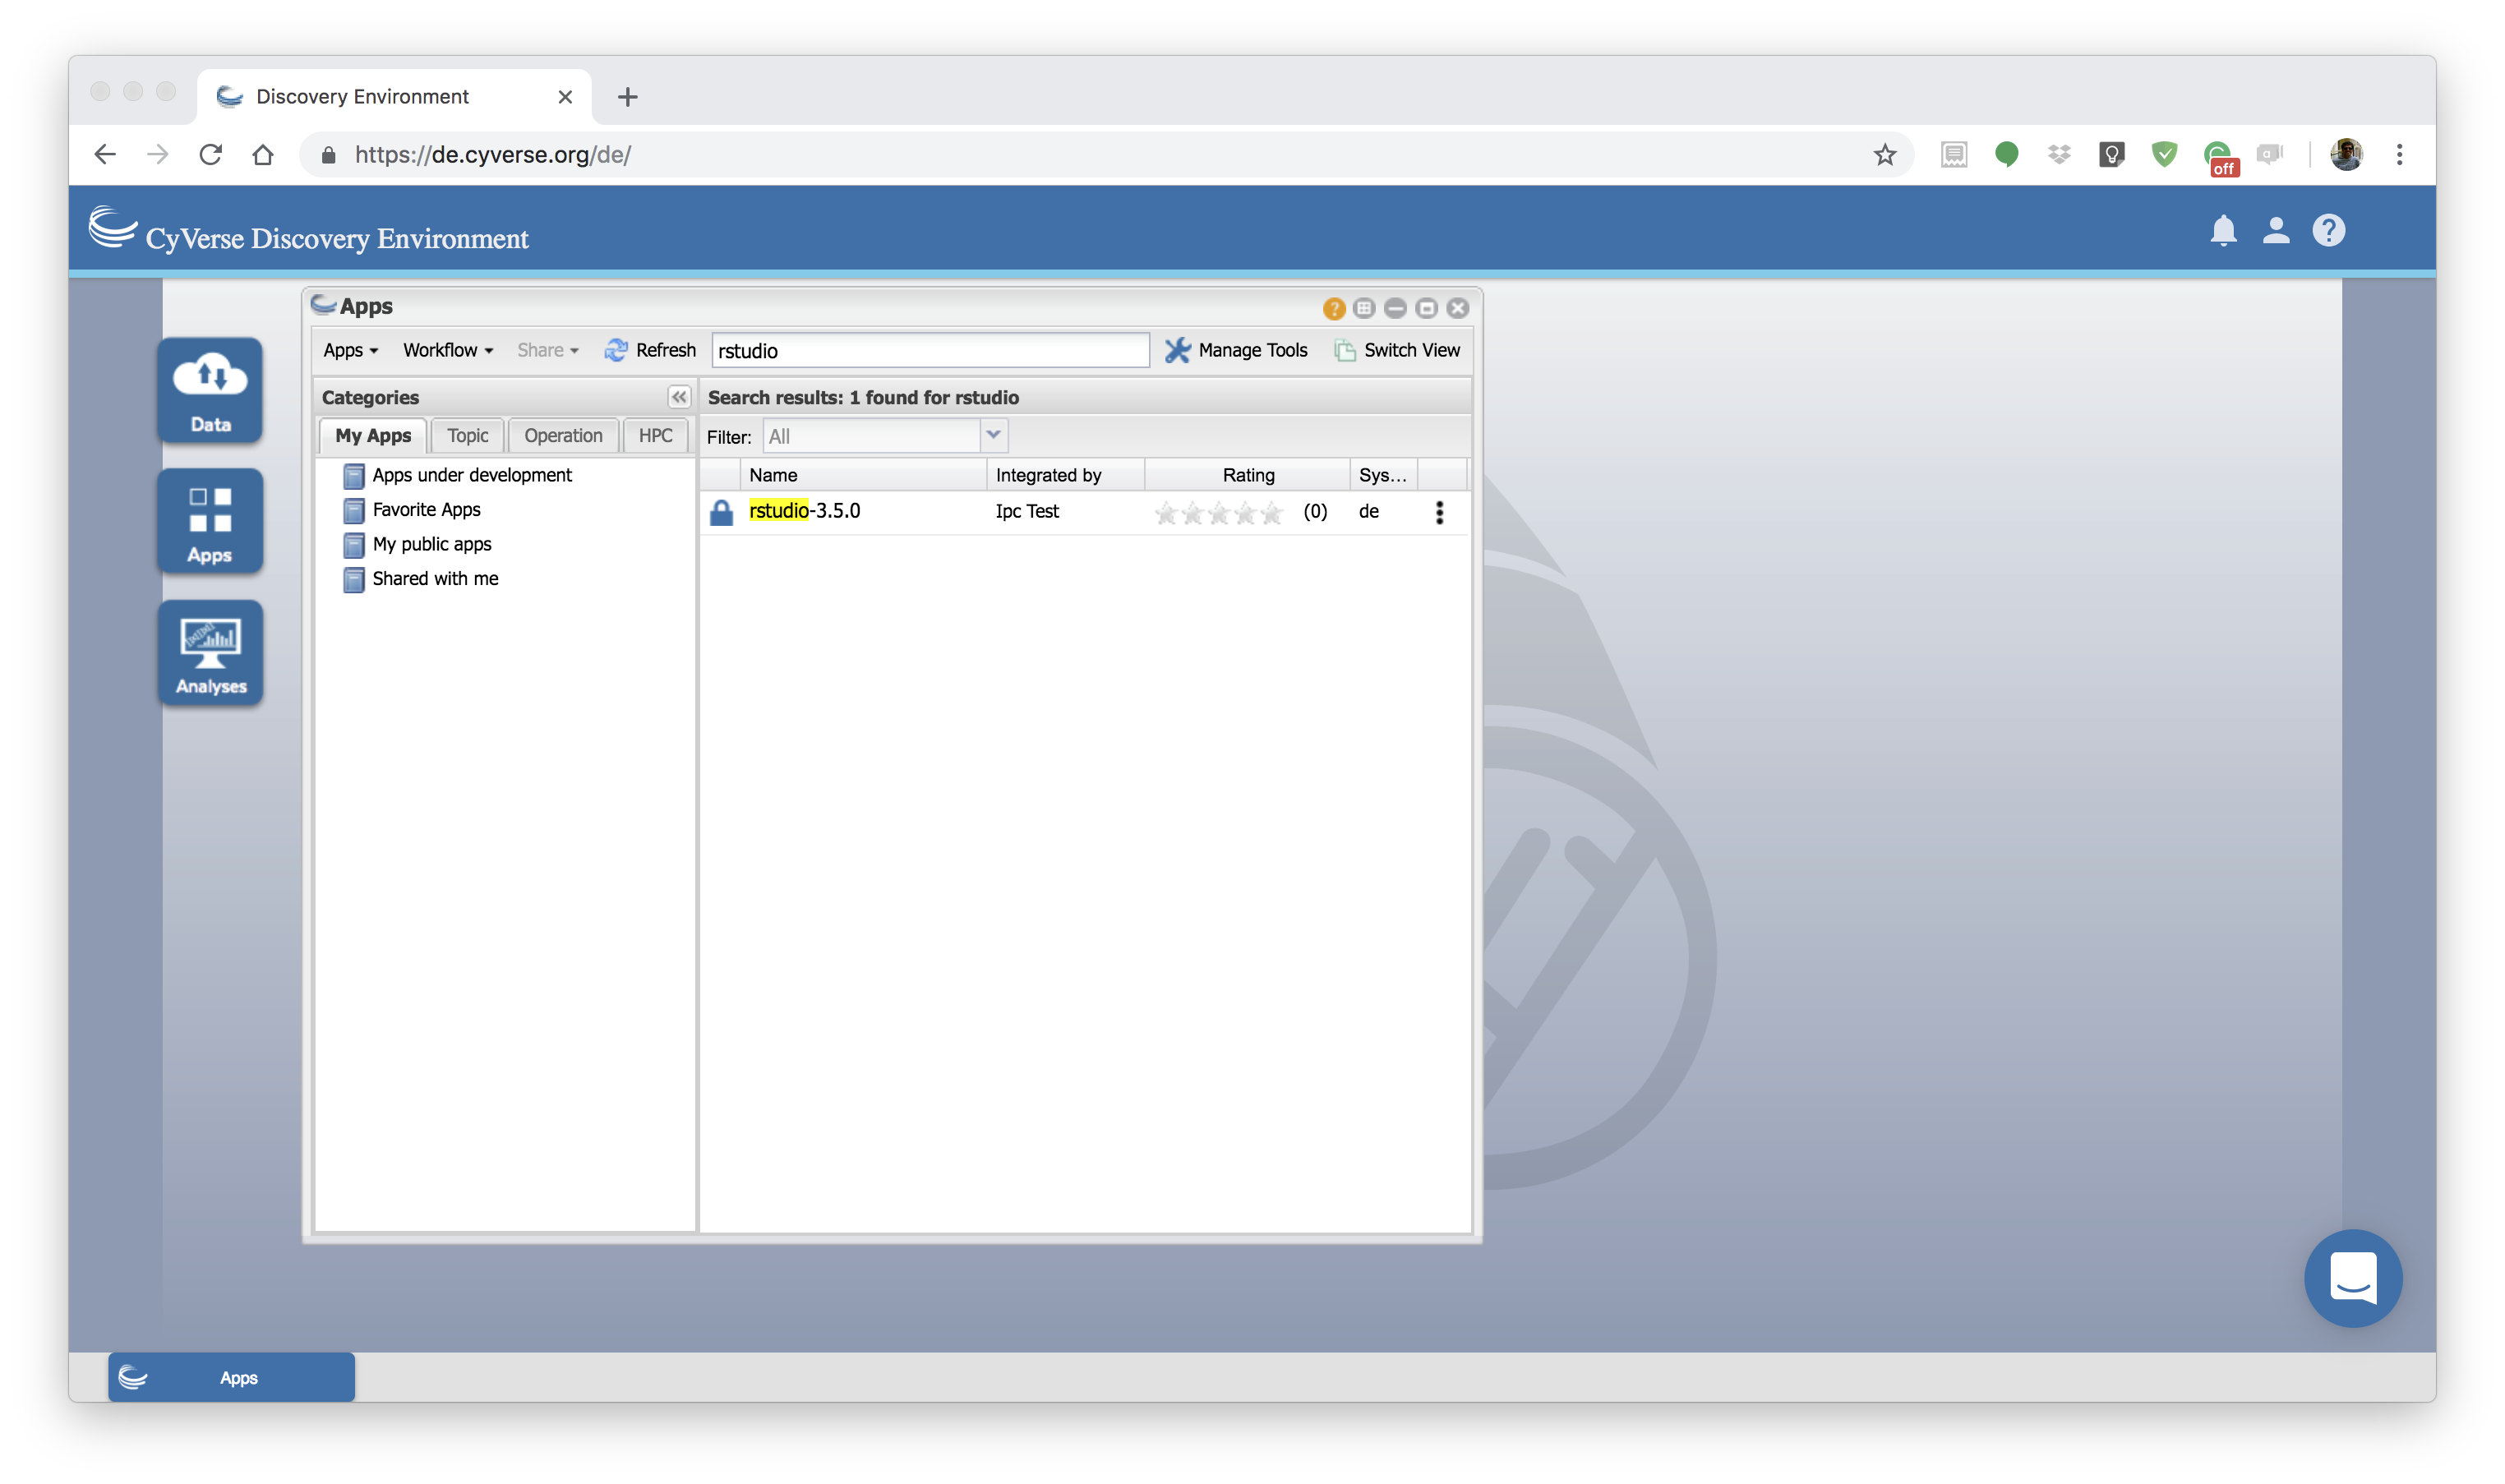 Discovery Environment
https://de.cyverse.org/de/
off
CyVerse Discovery Environment
Apps
Apps Workflow Share Refresh rstudio Manage Tools Switch View
Categories
My Apps Topic Operation HPC
Apps under development
Favorite Apps
My public apps
Shared with me
Search results: 1 found for rstudio
Filter: All
Name Integrated by Rating Sys...
rstudio-3.5.0 Ipc Test (0) de
Data
Apps
Analyses
Apps